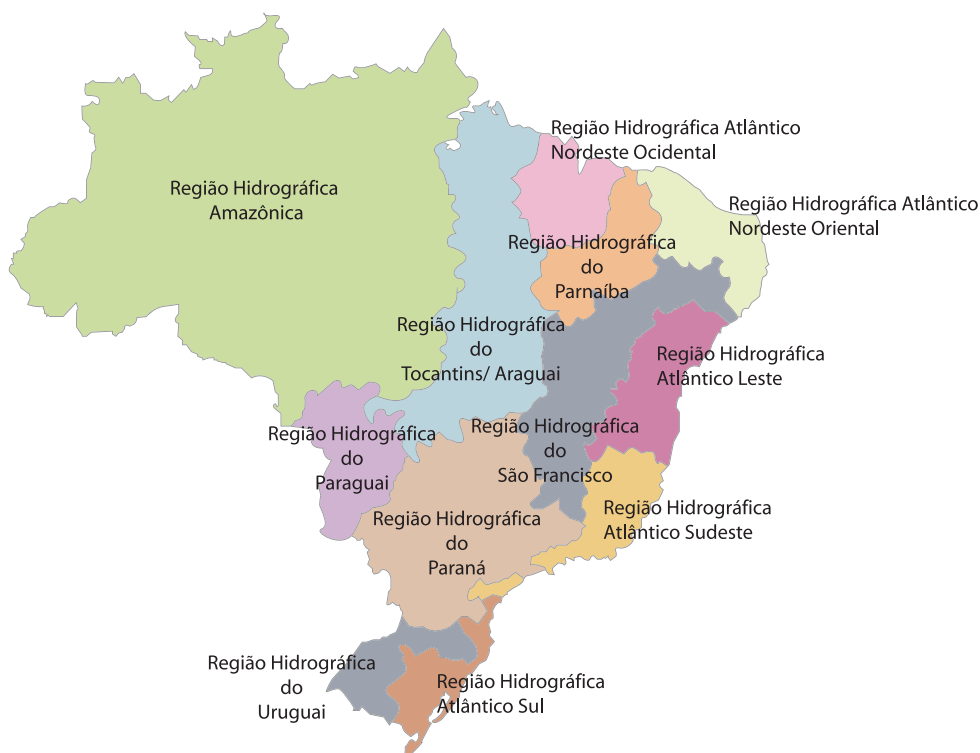 Região Hidrográfica Atlântico
Nordeste Ocidental
Região Hidrográfica
Amazônica
Região Hidrográfica Atlântico
Nordeste Oriental
Região Hidrográfica
do
Parnaíba
Região Hidrográfica
do
Tocantins/ Araguai
Região Hidrográfica
Atlântico Leste
Região Hidrográfica
do
Paraguai
Região Hidrográfica
do
São Francisco
Região Hidrográfica
Atlântico Sudeste
Região Hidrográfica
do
Paraná
Região Hidrográfica
do
Uruguai
Região Hidrográfica
Atlântico Sul